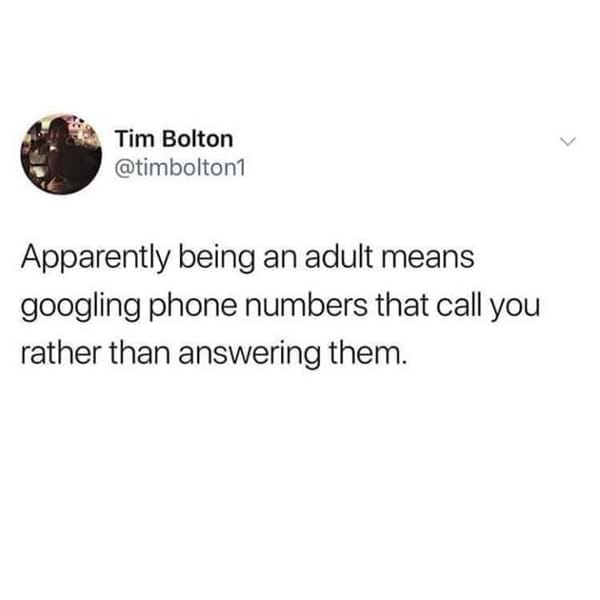 Tim Bolton
@timbolton1
Apparently being an adult means
googling phone numbers that call you
rather than answering them.